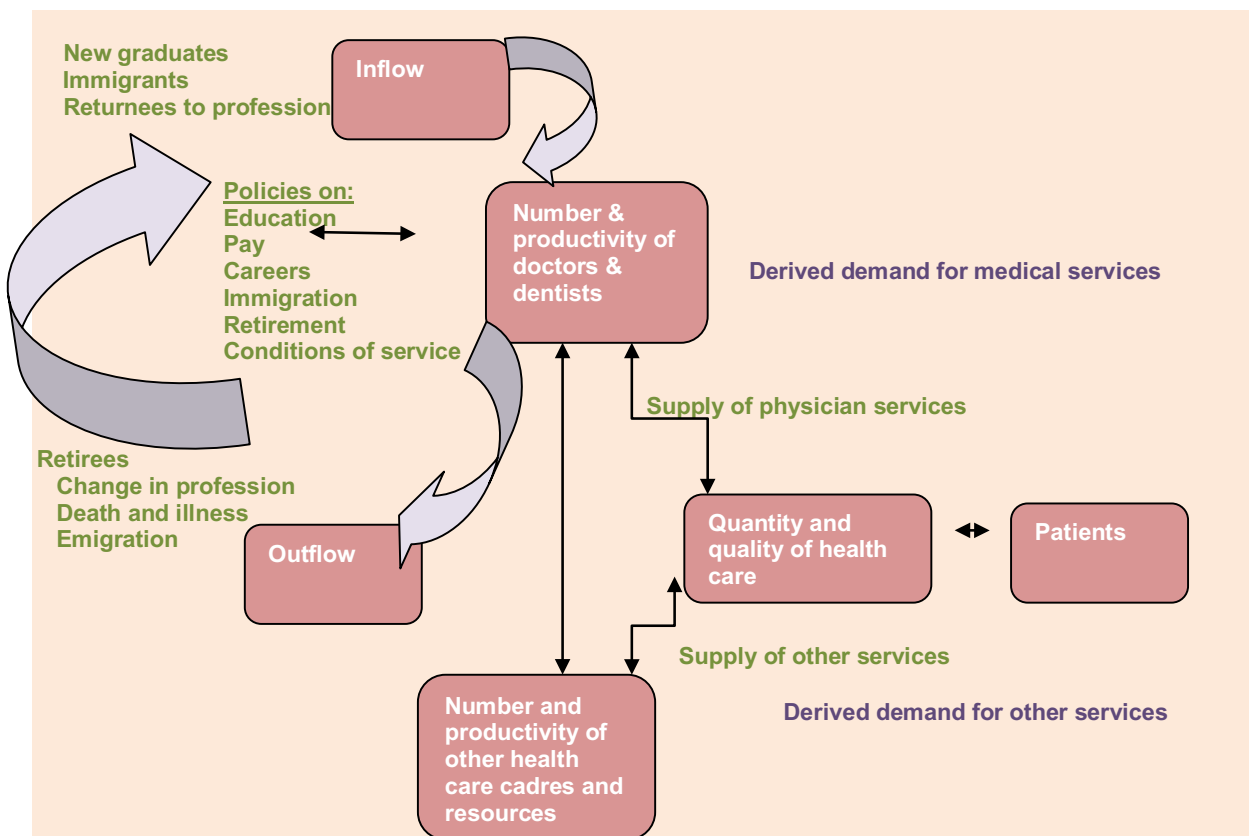 New graduates
Immigrants
Returnees to profession
Inflow
Policies on:
Education
Pay
Careers
Immigration
Retirement
Conditions of service
Number &
productivity of
doctors &
dentists
Derived demand for medical services
Supply of physician services
Retirees
Change in profession
Death and illness
Emigration
Outflow
Quantity and
quality of health
care
Patients
Supply of other services
Number and
productivity of
other health
care cadres and
resources
Derived demand for other services